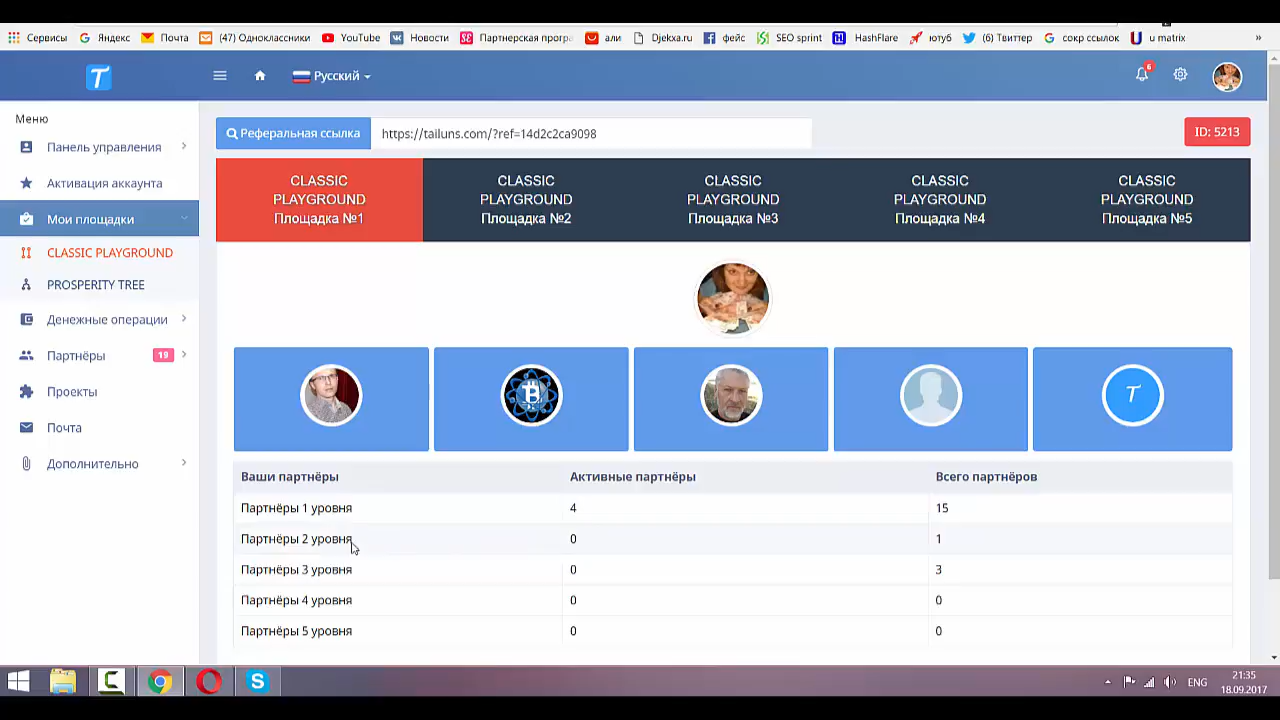 Сервисы
Яндекс
Почта
(47) Одноклассники
YouTube
Новости
Партнерская програ
али
Djekxa.ru
фейс
SEO sprint
HashFlare
ютуб
(6) Твиттер
сокр ссылок
u matrix
»
T
Русский
6
Меню
Панель управления
Активация аккаунта
Мои площадки
CLASSIC PLAYGROUND
PROSPERITY TREE
Денежные операции
Партнёры 19
Проекты
Почта
Дополнительно
Реферальная ссылка https://tailuns.com/?ref=14d2c2ca9098
ID: 5213
CLASSIC
PLAYGROUND
Площадка №1
CLASSIC
PLAYGROUND
Площадка №2
CLASSIC
PLAYGROUND
Площадка №3
CLASSIC
PLAYGROUND
Площадка №4
CLASSIC
PLAYGROUND
Площадка №5
T
Ваши партнёры Активные партнёры Всего партнёров
Партнёры 1 уровня 4 15
Партнёры 2 уровня 0 1
Партнёры 3 уровня 0 3
Партнёры 4 уровня 0 0
Партнёры 5 уровня 0 0
ENG
21:35
18.09.2017